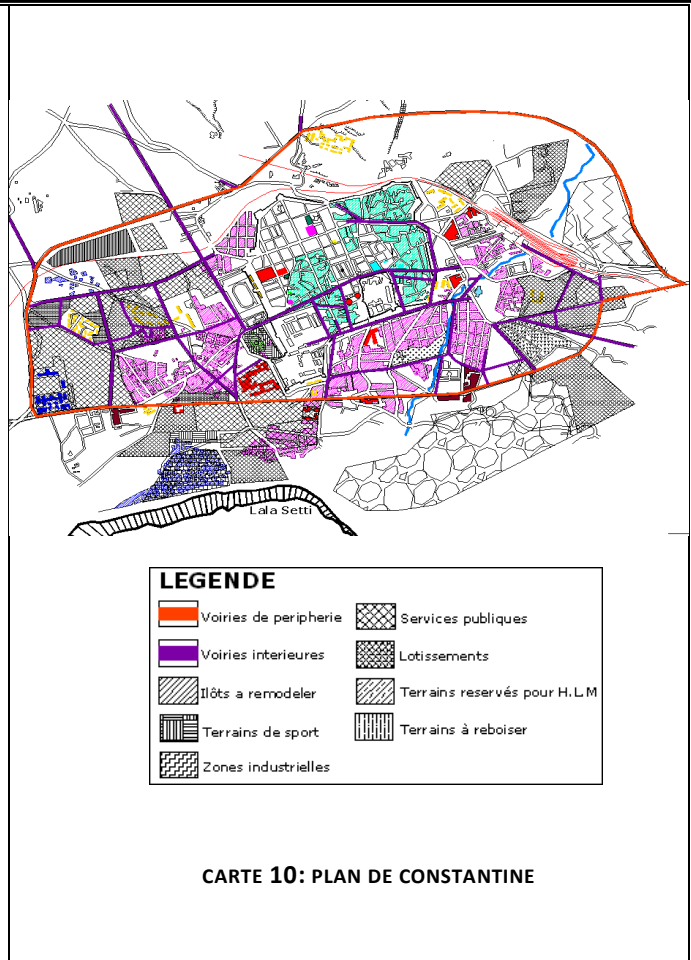 Lala Setti
LEGENDE
Voiries de peripherie
Services publiques
Voiries interieures
Lotissements
Ilôts a remodeler
Terrains reservés pour H.L.M
Terrains de sport
Terrains à reboiser
Zones industrielles
CARTE 10: PLAN DE CONSTANTINE